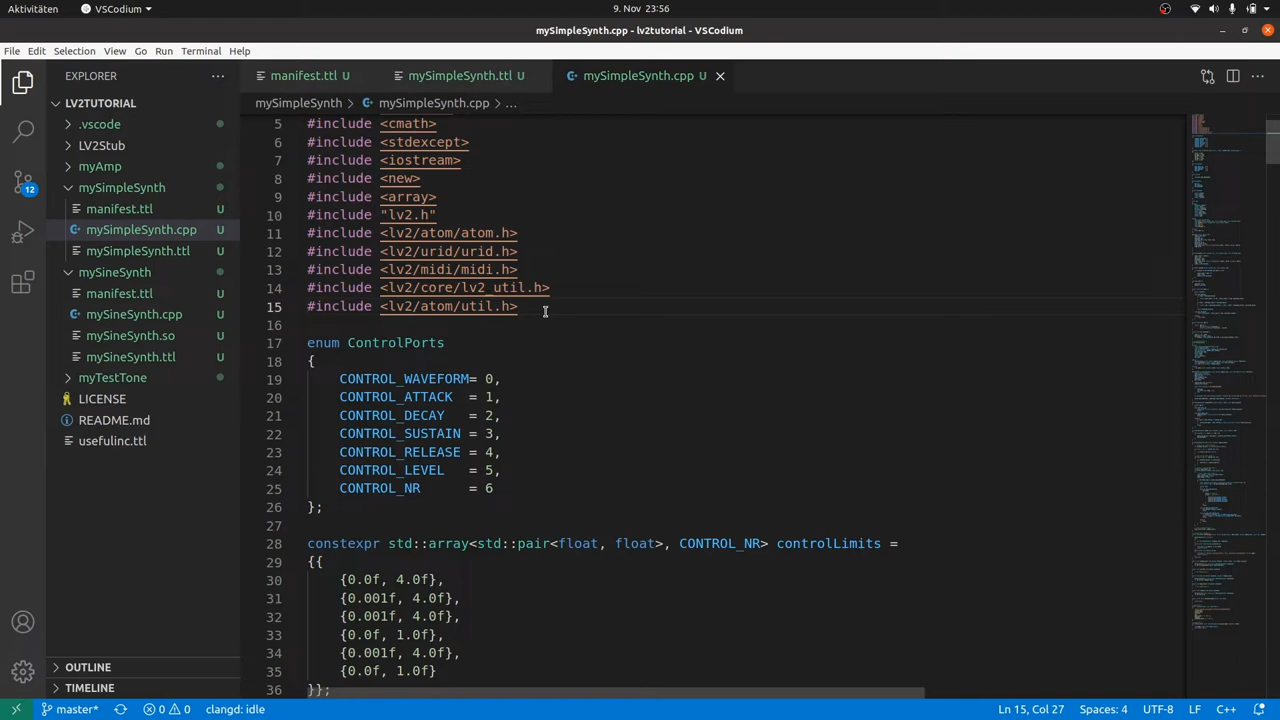 Aktivitäten VSCodium 9. Nov 23:56
mySimpleSynth.cpp - lv2tutorial - VSCodium
File Edit Selection View Go Run Terminal Help
EXPLORER
LV2TUTORIAL
.vscode
LV2Stub
myAmp
mySimpleSynth
manifest.ttl U
mySimpleSynth.cpp U
mySimpleSynth.ttl U
mySineSynth
manifest.ttl U
mySineSynth.cpp U
mySineSynth.so U
mySineSynth.ttl U
myTestTone
LICENSE
README.md
usefulinc.ttl
OUTLINE
TIMELINE
12
manifest.ttl U mySimpleSynth.ttl U mySimpleSynth.cpp U
mySimpleSynth > mySimpleSynth.cpp > ...
5 #include <cmath>
6 #include <stdexcept>
7 #include <iostream>
8 #include <new>
9 #include <array>
10 #include "lv2.h"
11 #include <lv2/atom/atom.h>
12 #include <lv2/urid/urid.h>
13 #include <lv2/midi/midi.h>
14 #include <lv2/core/lv2_util.h>
15 #include <lv2/atom/util.h>
16
17 enum ControlPorts
18 {
19 CONTROL_WAVEFORM= 0,
20 CONTROL_ATTACK = 1,
21 CONTROL_DECAY = 2,
22 CONTROL_SUSTAIN = 3,
23 CONTROL_RELEASE = 4,
24 CONTROL_LEVEL = 5,
25 CONTROL_NR = 6
26 };
27
28 constexpr std::array<std::pair<float, float>, CONTROL_NR> controlLimits =
29 {{
30 {0.0f, 4.0f},
31 {0.001f, 4.0f},
32 {0.001f, 4.0f},
33 {0.0f, 1.0f},
34 {0.001f, 4.0f},
35 {0.0f, 1.0f}
36 }};
master* 0 0 clangd: idle Ln 15, Col 27 Spaces: 4 UTF-8 LF C++